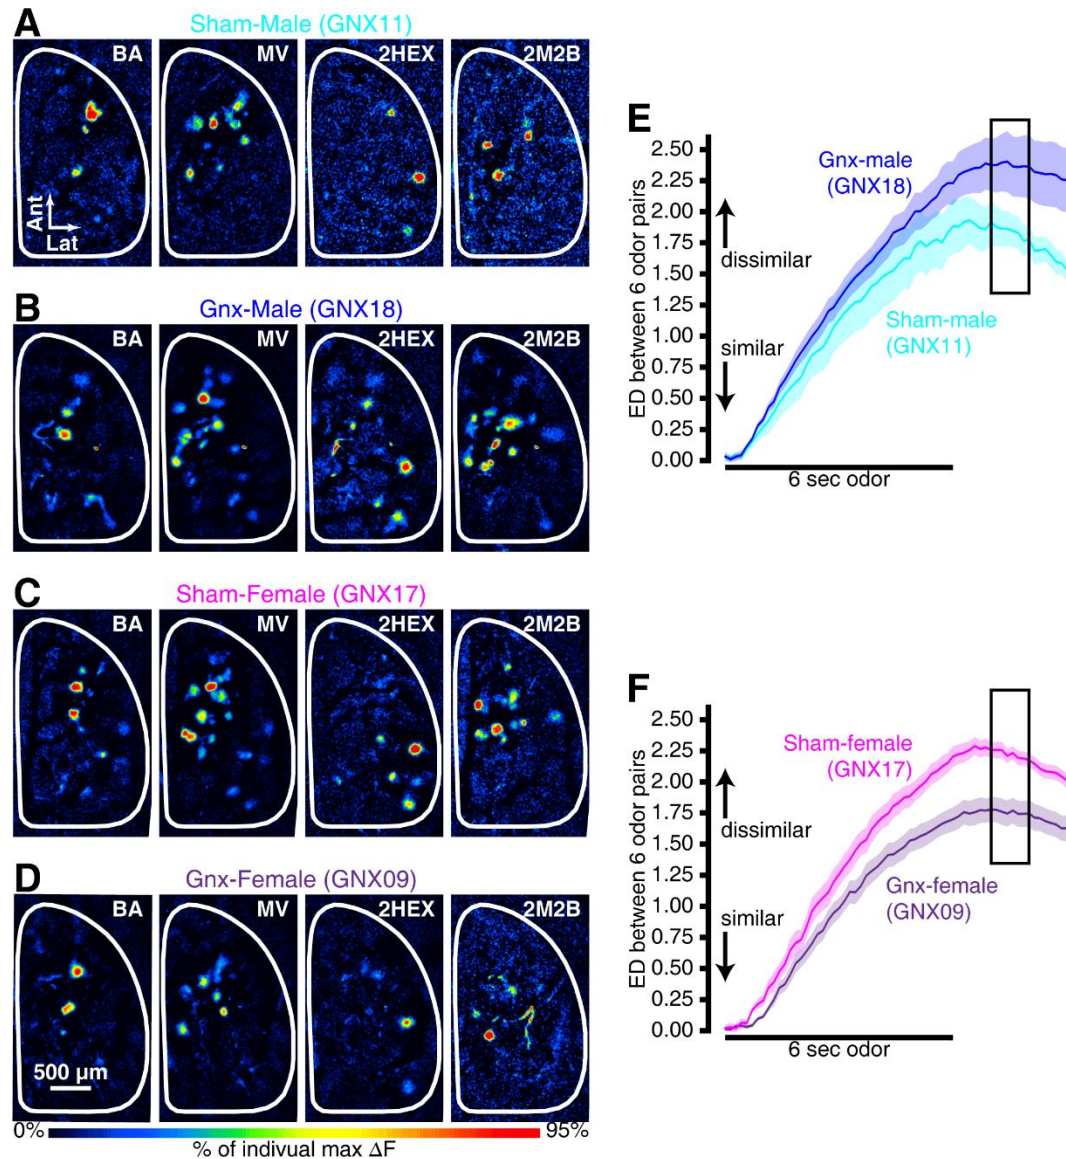 A
Sham-Male (GNX11)
BA
MV
2HEX
2M2B
Ant
Lat
B
Gnx-Male (GNX18)
BA
MV
2HEX
2M2B
C
Sham-Female (GNX17)
BA
MV
2HEX
2M2B
D
Gnx-Female (GNX09)
BA
MV
2HEX
2M2B
500 µm
0%
95%
% of indivual max ΔF
E
ED between 6 odor pairs
2.50
2.25
2.00
1.75
1.50
1.25
1.00
0.75
0.50
0.25
0.00
Gnx-male
(GNX18)
dissimilar
Sham-male
(GNX11)
similar
6 sec odor
F
ED between 6 odor pairs
2.50
2.25
2.00
1.75
1.50
1.25
1.00
0.75
0.50
0.25
0.00
Sham-female
(GNX17)
dissimilar
Gnx-female
(GNX09)
similar
6 sec odor